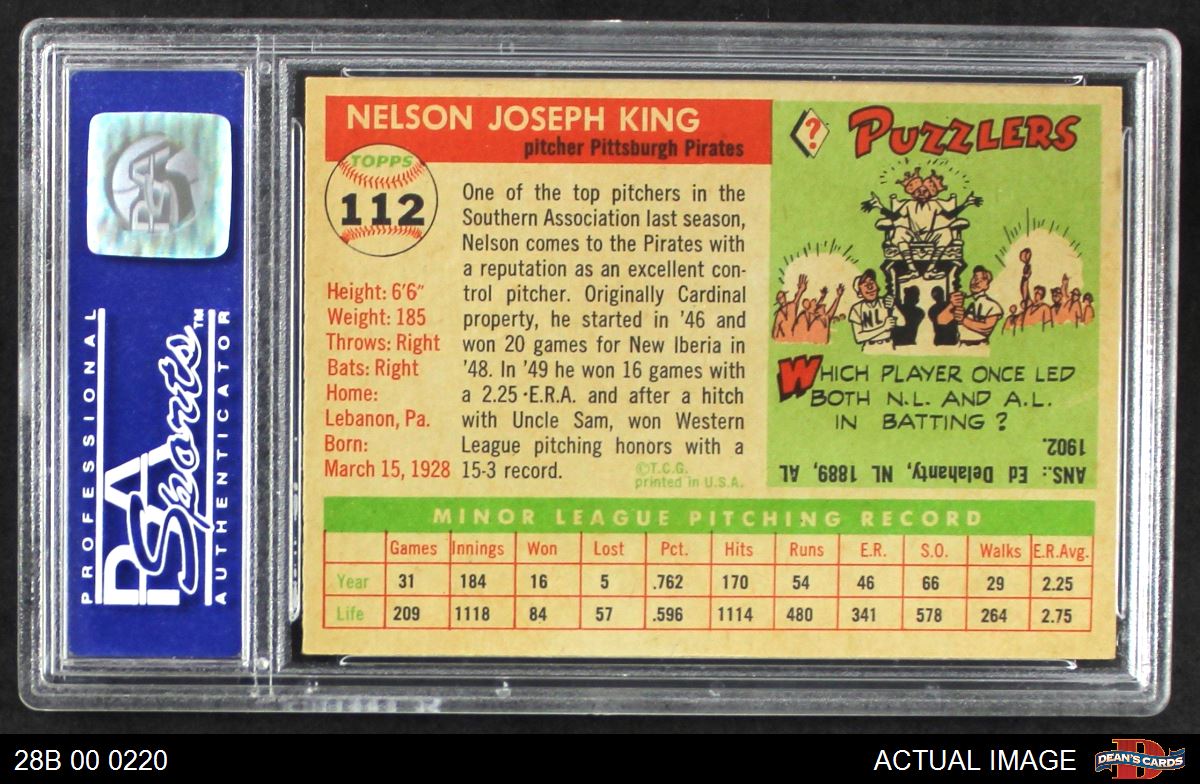 PROFESSIONAL
PSA
Sports™
AUTHENTICATOR
NELSON JOSEPH KING
pitcher Pittsburgh Pirates
TOPPS
112
Height: 6'6"
Weight: 185
Throws: Right
Bats: Right
Home:
Lebanon, Pa.
Born:
March 15, 1928
One of the top pitchers in the
Southern Association last season,
Nelson comes to the Pirates with
a reputation as an excellent con-
trol pitcher. Originally Cardinal
property, he started in '46 and
won 20 games for New Iberia in
'48. In '49 he won 16 games with
a 2.25 E.R.A. and after a hitch
with Uncle Sam, won Western
League pitching honors with a
15-3 record.
©T.C.G.
printed in U.S.A.
?
PUZZLERS
NL
AL
WHICH PLAYER ONCE LED
BOTH N.L. AND A.L.
IN BATTING?
ANS.: Ed Delahanty, NL 1889, AL
1902.
MINOR LEAGUE PITCHING RECORD
Games Innings Won Lost Pct. Hits Runs E.R. S.O. Walks E.R.Avg.
Year 31 184 16 5 .762 170 54 46 66 29 2.25
Life 209 1118 84 57 .596 1114 480 341 578 264 2.75
28B 00 0220
ACTUAL IMAGE
D
DEAN'S CARDS